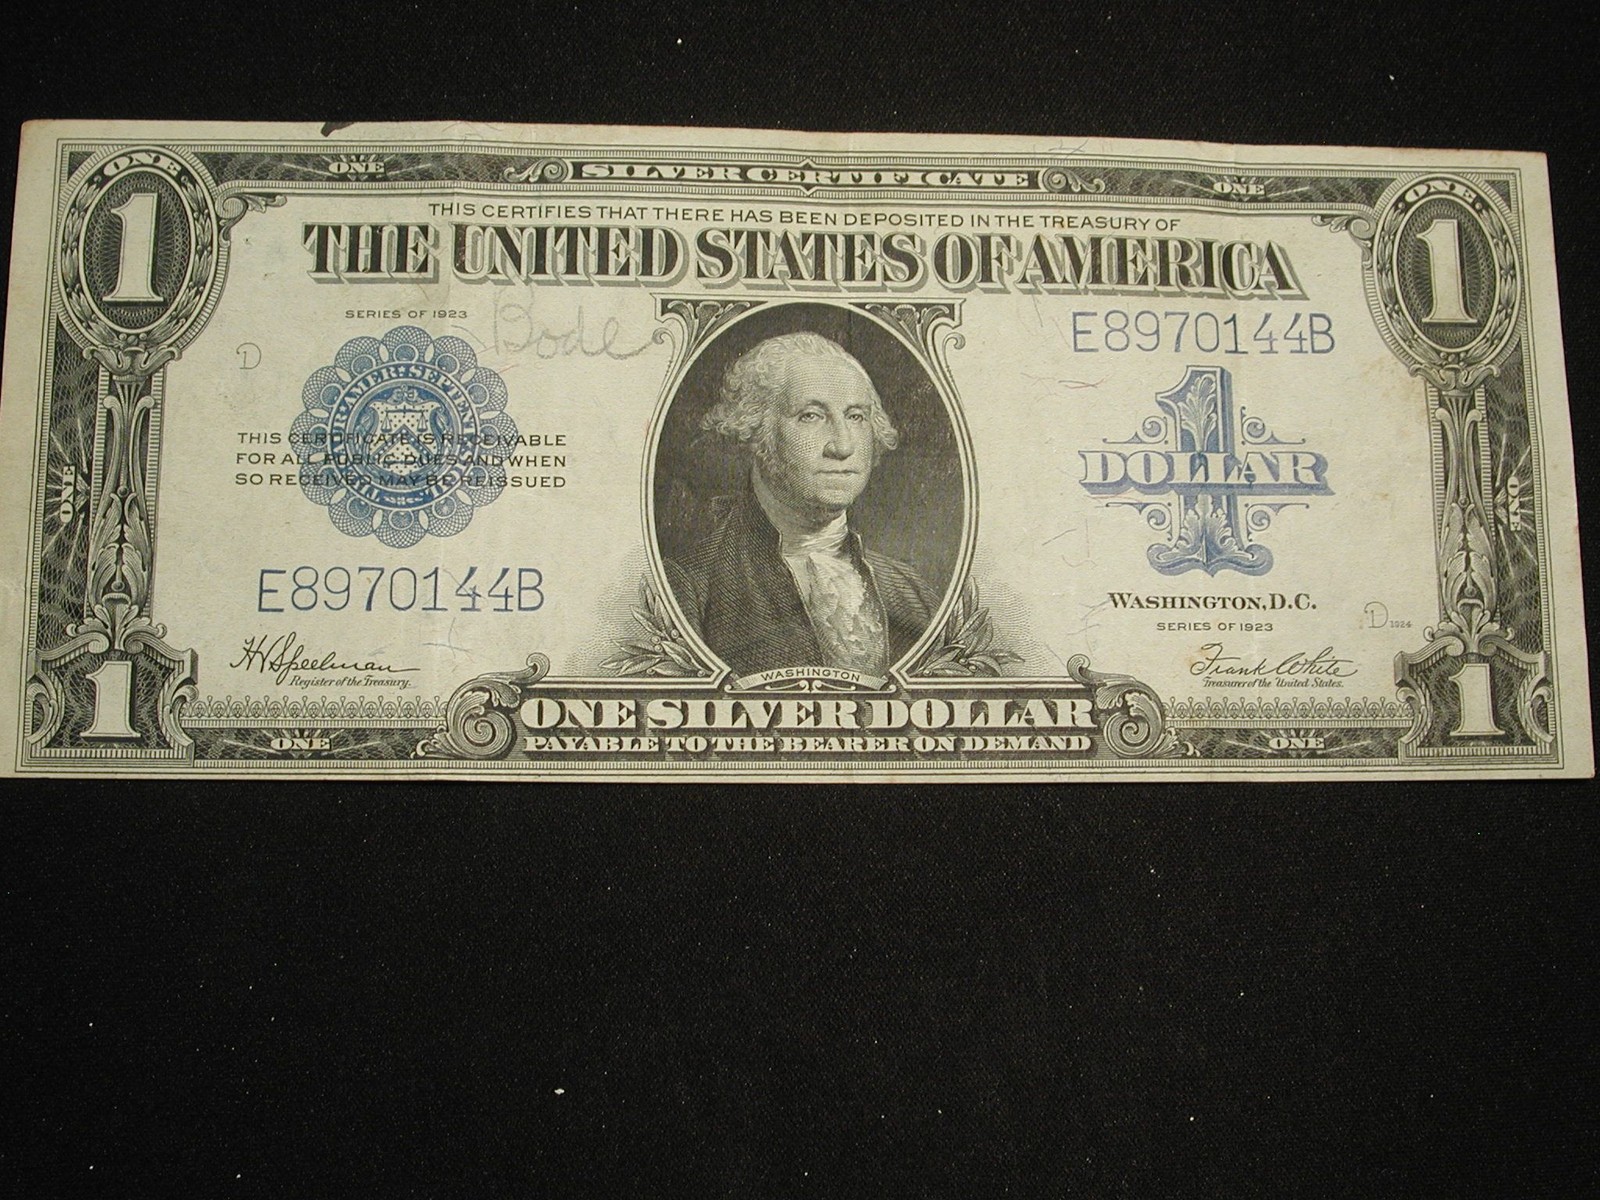 ONE ONE SILVER CERTIFICATE ONE ONE
1 1
THIS CERTIFIES THAT THERE HAS BEEN DEPOSITED IN THE TREASURY OF
THE UNITED STATES OF AMERICA
SERIES OF 1923
Bode
E8970144B
D
THIS CERTIFICATE IS RECEIVABLE
FOR ALL PUBLIC DUES AND WHEN
SO RECEIVED MAY BE REISSUED
1
DOLLAR
ONE
ONE
E8970144B
WASHINGTON, D.C.
SERIES OF 1923
D 1924
H V Speelman
Register of the Treasury.
Frank White
Treasurer of the United States.
WASHINGTON
1 1
ONE SILVER DOLLAR
ONE PAYABLE TO THE BEARER ON DEMAND ONE